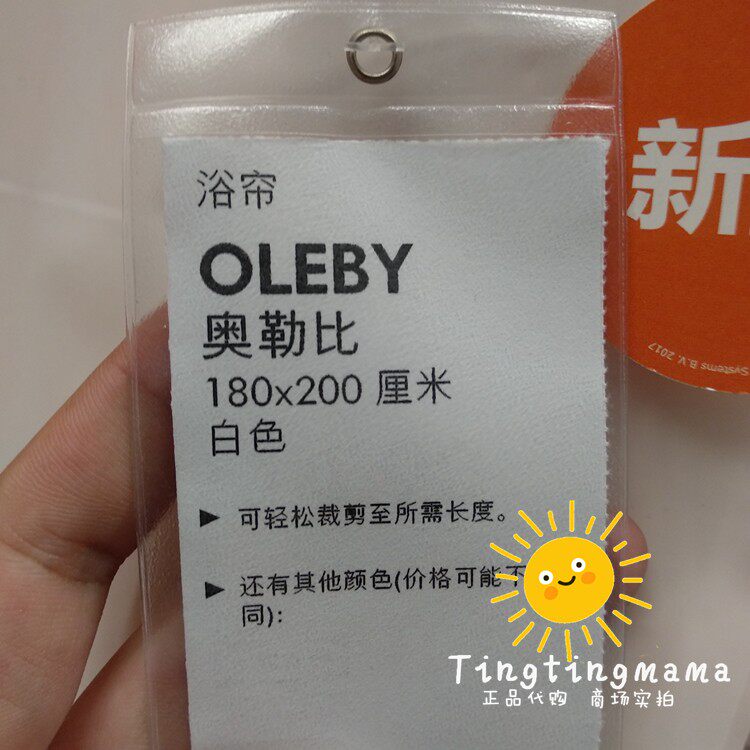 浴帘
OLEBY
奥勒比
180x200 厘米
白色
▶ 可轻松裁剪至所需长度。
▶ 还有其他颜色(价格可能不
同):
新
Systems B.V. 2017
Tingtingmama
正品代购 商场实拍